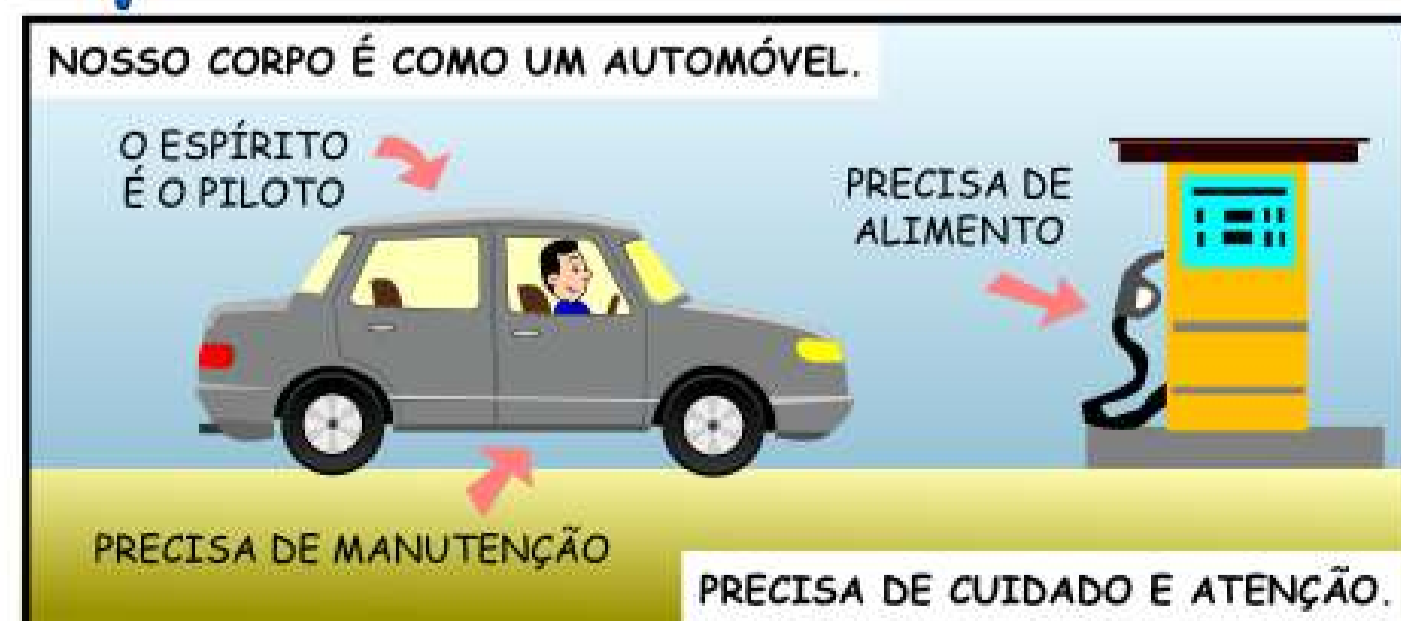 NOSSO CORPO É COMO UM AUTOMÓVEL.
O ESPÍRITO
É O PILOTO
PRECISA DE
ALIMENTO
PRECISA DE MANUTENÇÃO
PRECISA DE CUIDADO E ATENÇÃO.